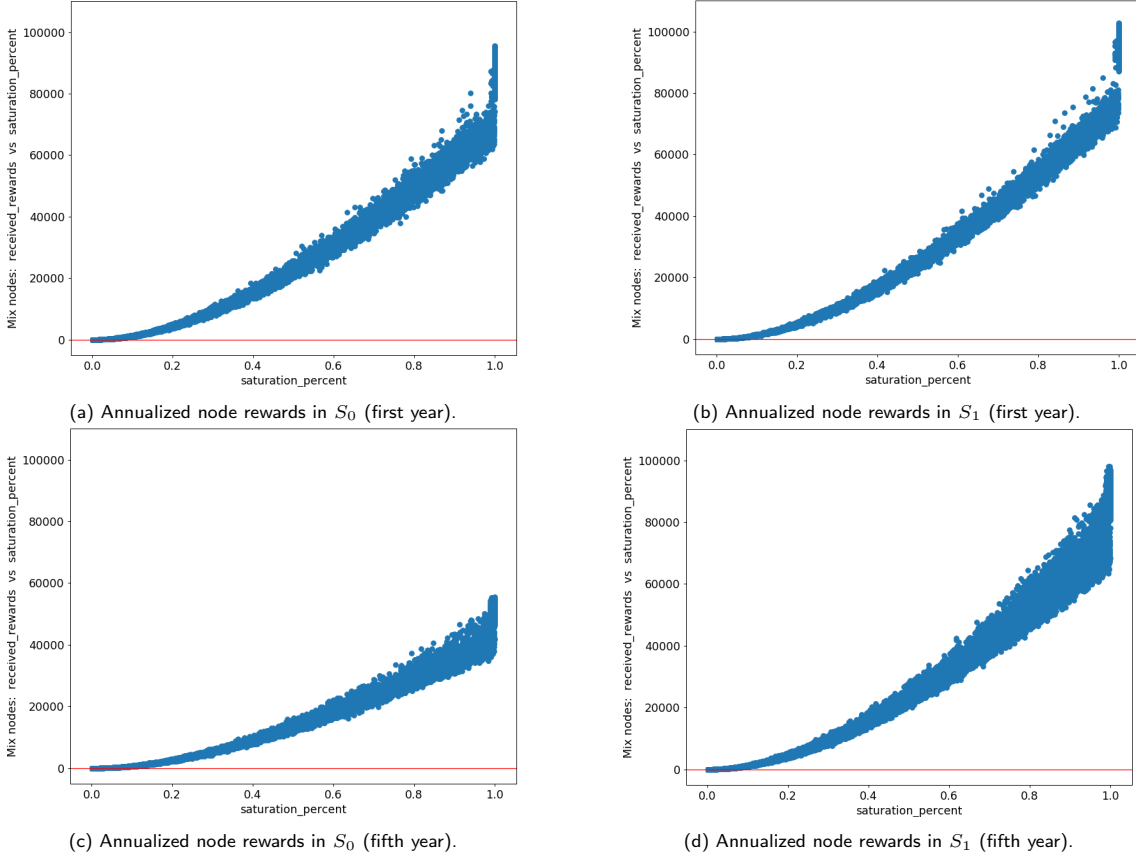 100000
80000
60000
40000
20000
0
Mix nodes: received_rewards vs saturation_percent
0.0 0.2 0.4 0.6 0.8 1.0
saturation_percent
(a) Annualized node rewards in S₀ (first year).
100000
80000
60000
40000
20000
0
Mix nodes: received_rewards vs saturation_percent
0.0 0.2 0.4 0.6 0.8 1.0
saturation_percent
(b) Annualized node rewards in S₁ (first year).
100000
80000
60000
40000
20000
0
Mix nodes: received_rewards vs saturation_percent
0.0 0.2 0.4 0.6 0.8 1.0
saturation_percent
(c) Annualized node rewards in S₀ (fifth year).
100000
80000
60000
40000
20000
0
Mix nodes: received_rewards vs saturation_percent
0.0 0.2 0.4 0.6 0.8 1.0
saturation_percent
(d) Annualized node rewards in S₁ (fifth year).